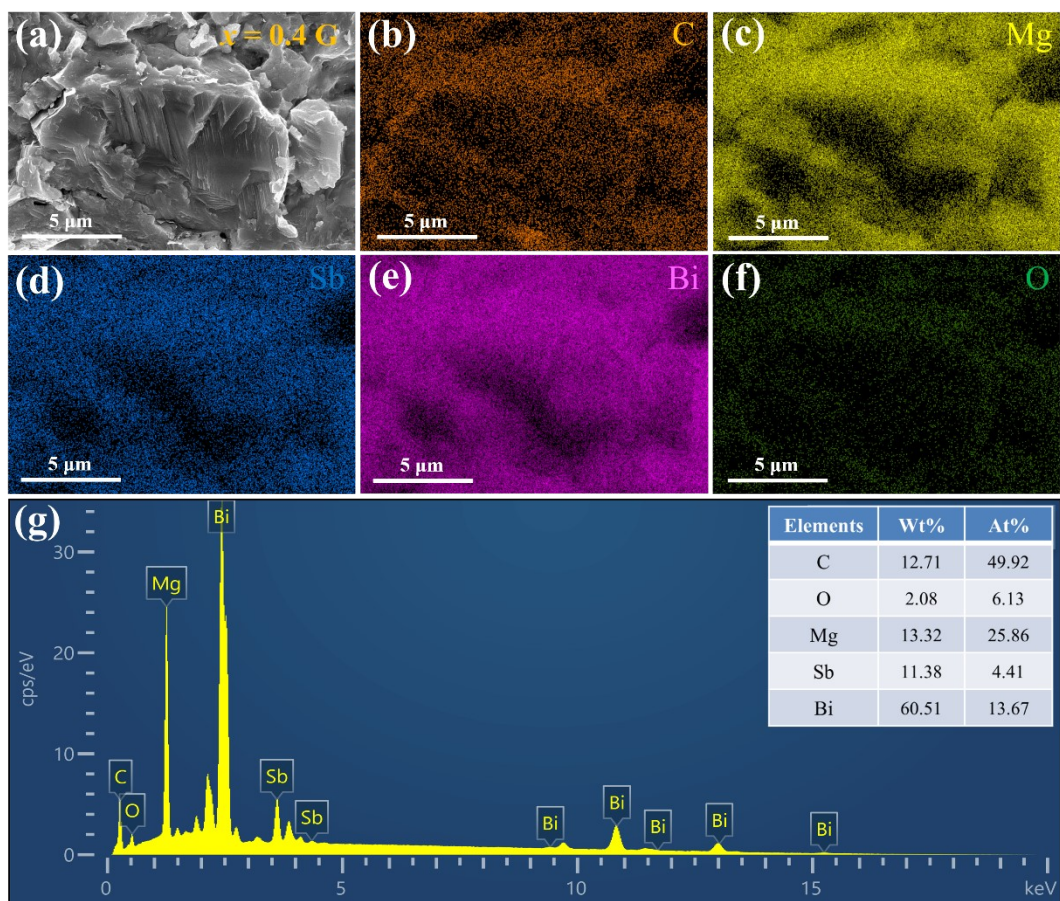 (a) x = 0.4 G
5 μm
(b) C
5 μm
(c) Mg
5 μm
(d) Sb
5 μm
(e) Bi
5 μm
(f) O
5 μm
(g)
cps/eV
30
20
10
0
C
O
Mg
Bi
Sb
Sb
Bi
Bi
Bi
Bi
Bi
0 5 10 15 keV
Elements Wt% At%
C 12.71 49.92
O 2.08 6.13
Mg 13.32 25.86
Sb 11.38 4.41
Bi 60.51 13.67